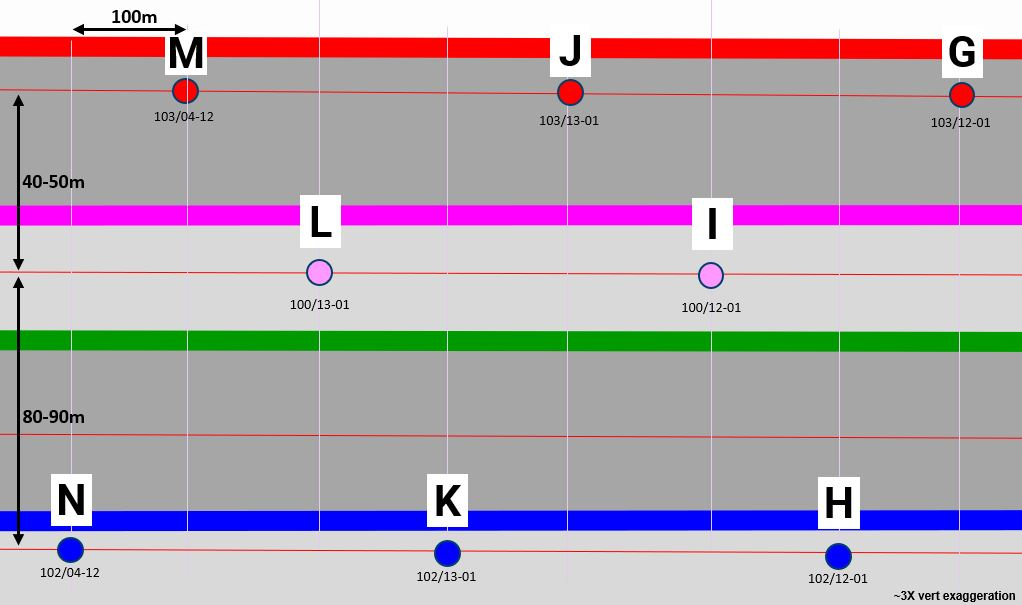 100m
M
J
G
103/04-12
103/13-01
103/12-01
40-50m
L
I
100/13-01
100/12-01
80-90m
N
K
H
102/04-12
102/13-01
102/12-01
~3X vert exaggeration